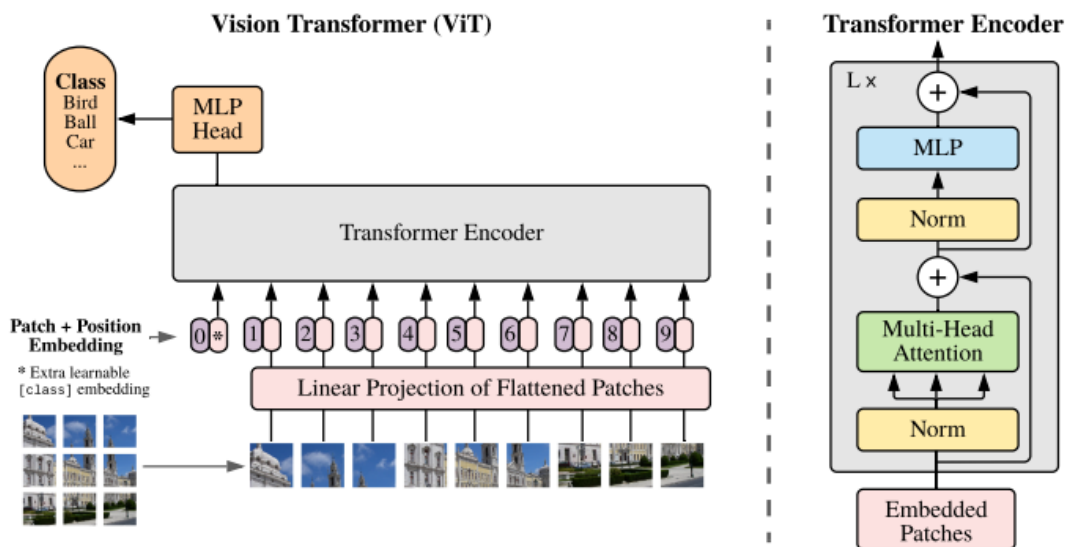 Vision Transformer (ViT)
Class
Bird
Ball
Car
...
MLP
Head
Transformer Encoder
Patch + Position
Embedding
0 * 1 2 3 4 5 6 7 8 9
* Extra learnable
[class] embedding
Linear Projection of Flattened Patches
Transformer Encoder
L x
+
MLP
Norm
+
Multi-Head
Attention
Norm
Embedded
Patches